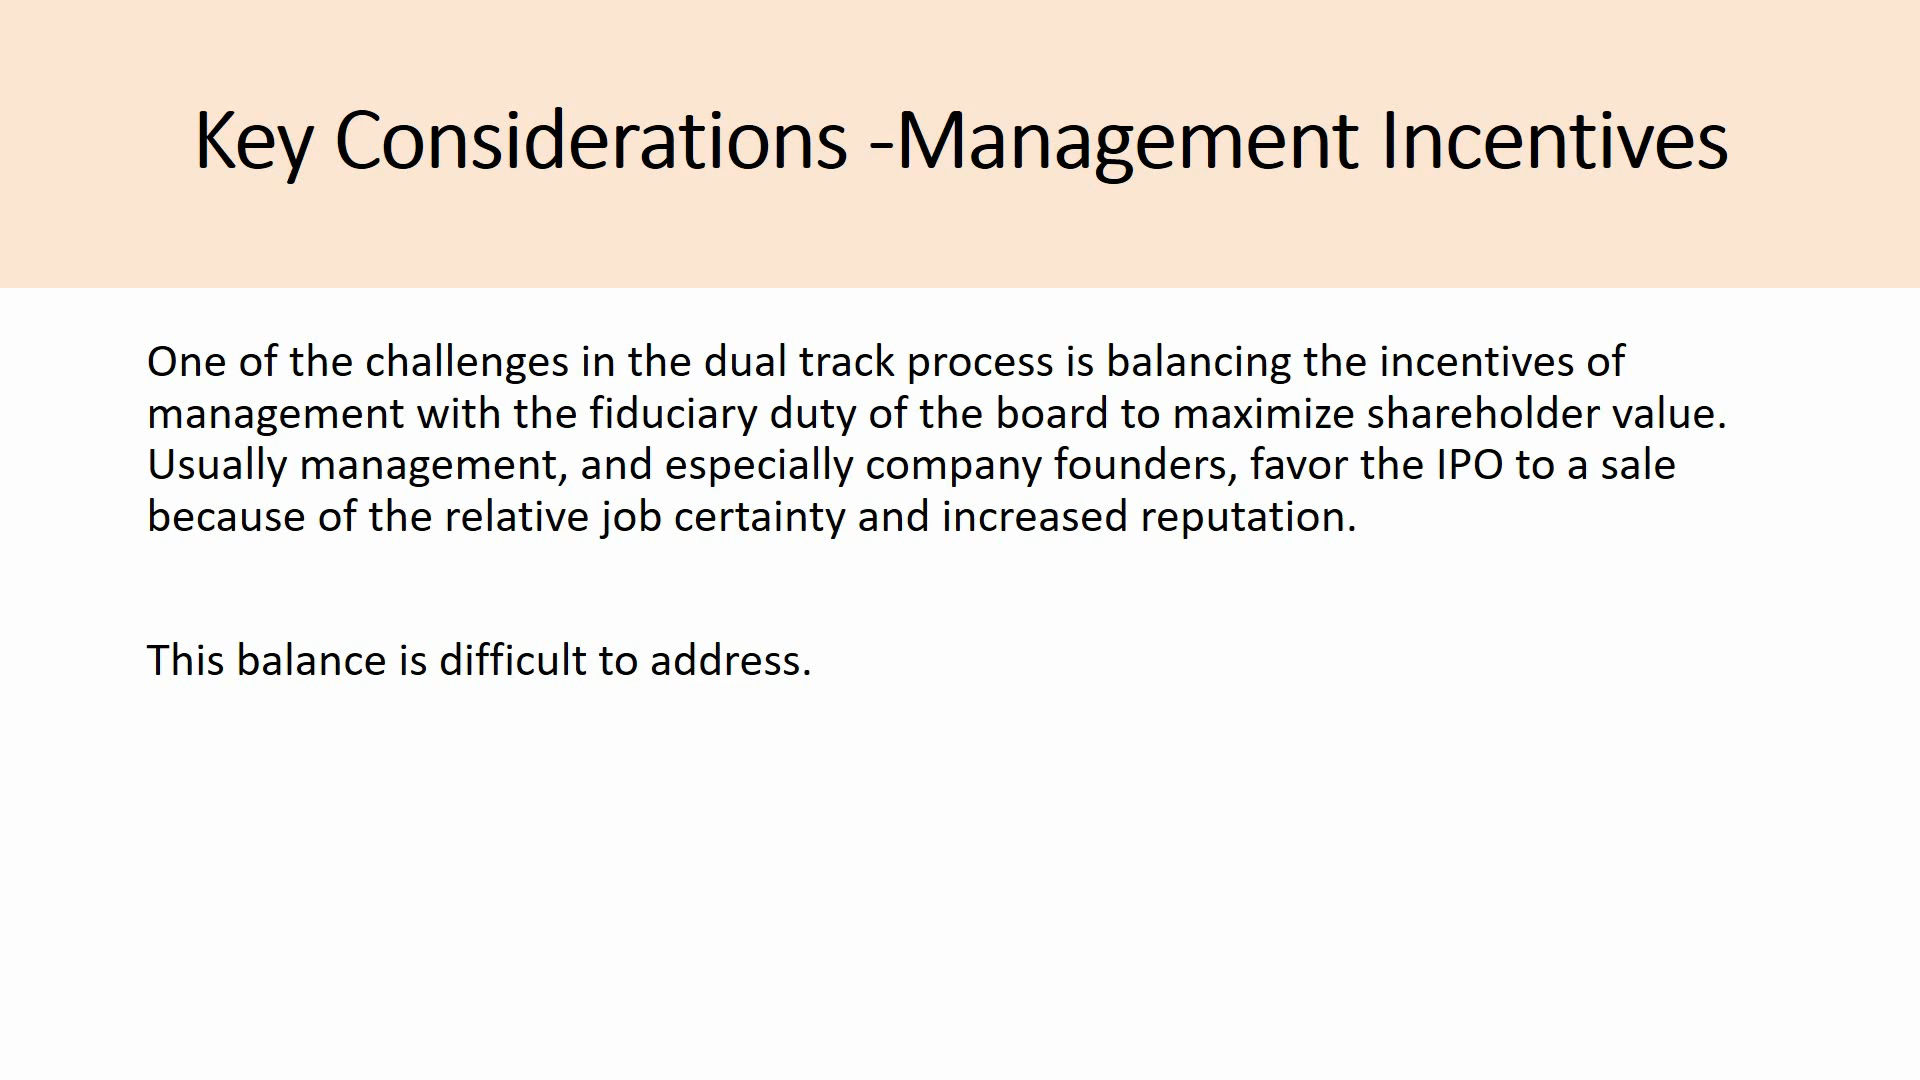 Key Considerations -Management Incentives
One of the challenges in the dual track process is balancing the incentives of
management with the fiduciary duty of the board to maximize shareholder value.
Usually management, and especially company founders, favor the IPO to a sale
because of the relative job certainty and increased reputation.
This balance is difficult to address.